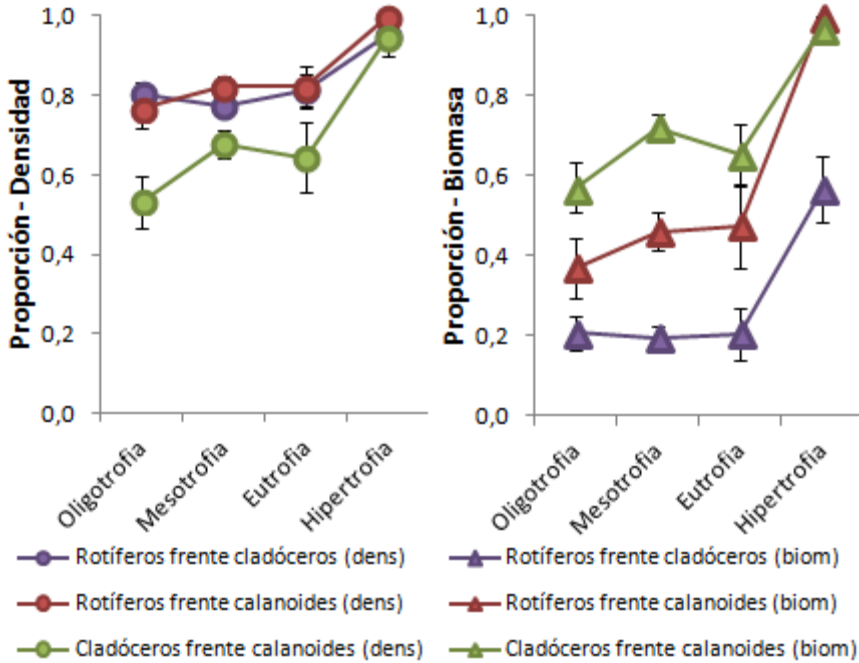 Proporción - Densidad
1,0
0,8
0,6
0,4
0,2
0,0
Oligotrofia
Mesotrofia
Eutrofia
Hipertrofia
Proporción - Biomasa
1,0
0,8
0,6
0,4
0,2
0,0
Oligotrofia
Mesotrofia
Eutrofia
Hipertrofia
Rotíferos frente cladóceros (dens)
Rotíferos frente calanoides (dens)
Cladóceros frente calanoides (dens)
Rotíferos frente cladóceros (biom)
Rotíferos frente calanoides (biom)
Cladóceros frente calanoides (biom)